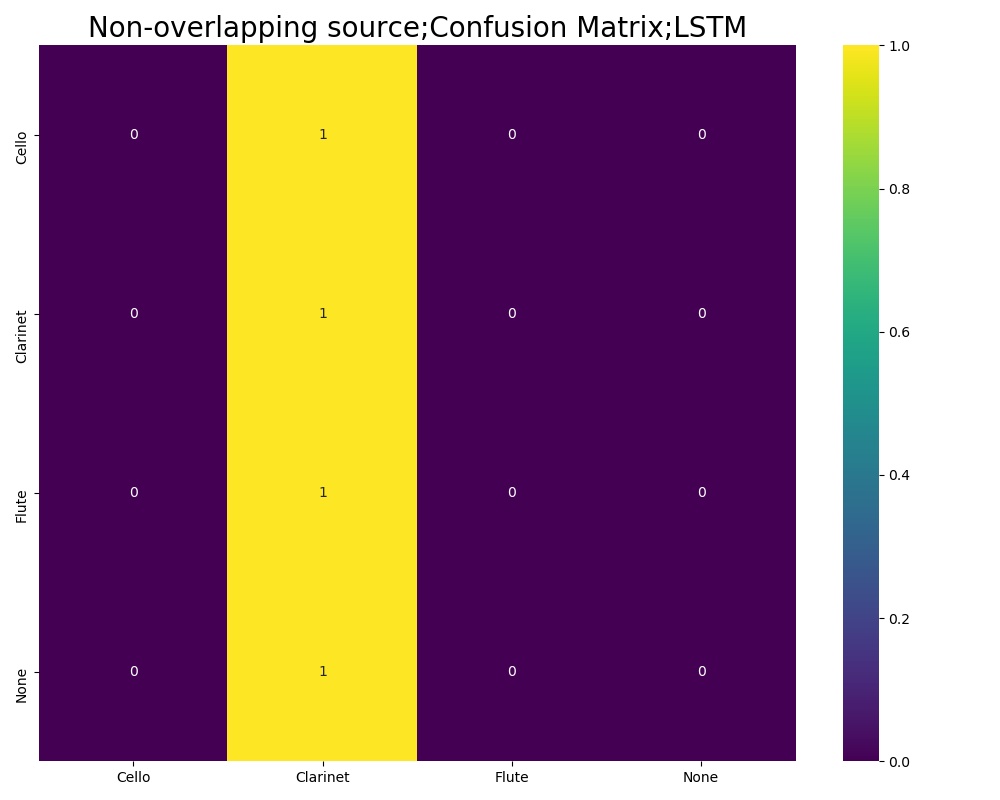 Non-overlapping source;Confusion Matrix;LSTM
1.0
Cello 0 1 0 0
0.8
Clarinet 0 1 0 0
0.6
0.4
Flute 0 1 0 0
0.2
None 0 1 0 0
0.0
Cello Clarinet Flute None